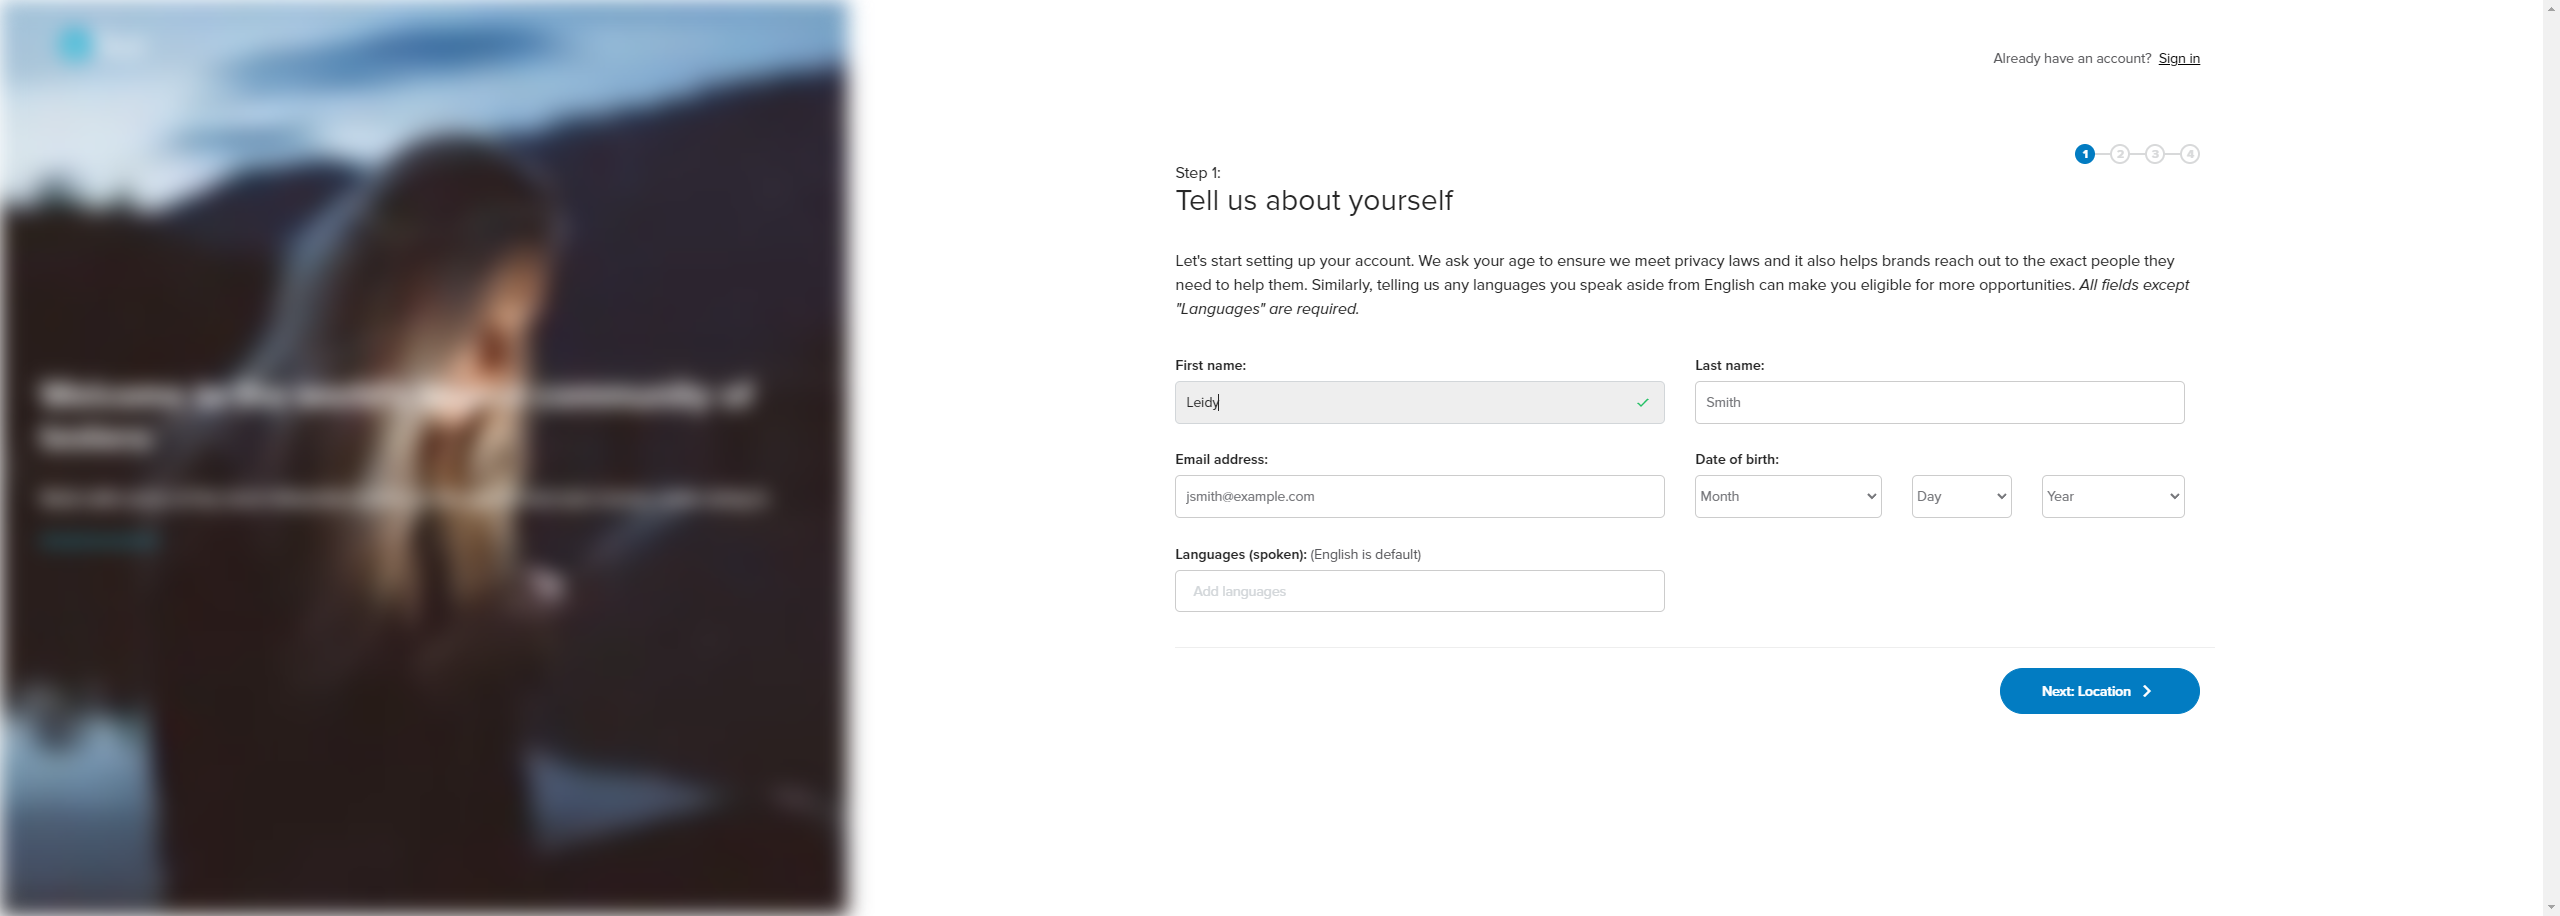 Already have an account? Sign in
1 2 3 4
Step 1:
Tell us about yourself
Let's start setting up your account. We ask your age to ensure we meet privacy laws and it also helps brands reach out to the exact people they
need to help them. Similarly, telling us any languages you speak aside from English can make you eligible for more opportunities. All fields except
"Languages" are required.
First name:
Last name:
Leidy
Smith
Email address:
Date of birth:
jsmith@example.com
Month
Day
Year
Languages (spoken): (English is default)
Add languages
Next: Location